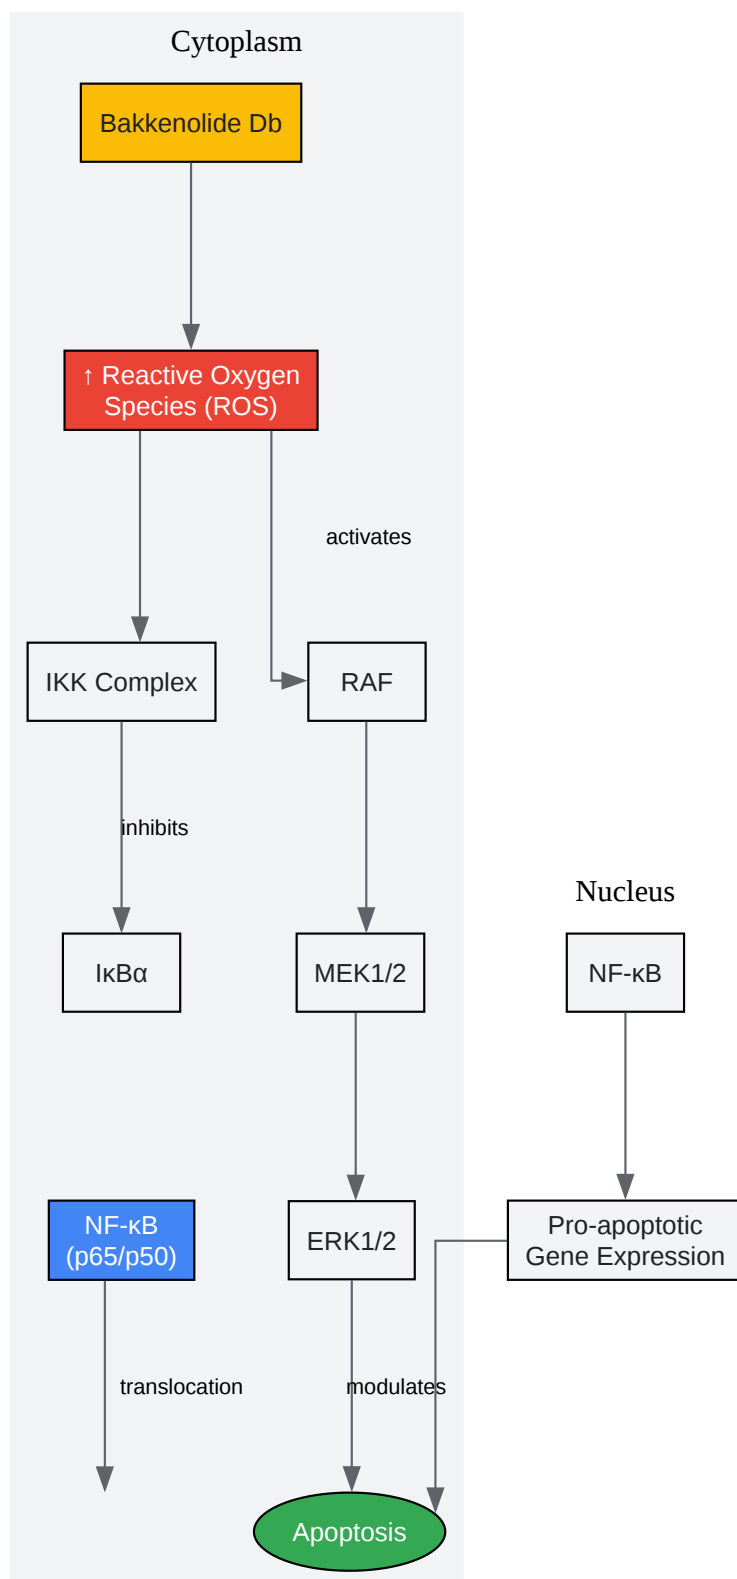 Cytoplasm
Bakkenolide Db
↑ Reactive Oxygen
Species (ROS)
activates
IKK Complex
RAF
inhibits
Nucleus
IκBα
MEK1/2
NF-κB
NF-κB
(p65/p50)
ERK1/2
Pro-apoptotic
Gene Expression
translocation
modulates
Apoptosis